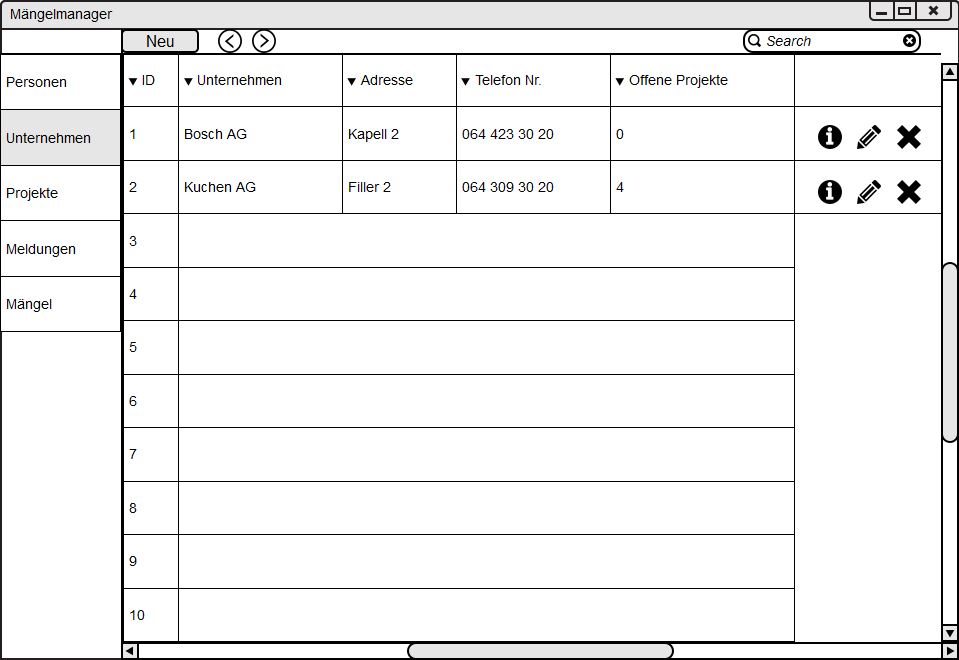 Mängelmanager
Neu
Search
Personen
Unternehmen
Projekte
Meldungen
Mängel
ID Unternehmen Adresse Telefon Nr. Offene Projekte
1 Bosch AG Kapell 2 064 423 30 20 0
2 Kuchen AG Filler 2 064 309 30 20 4
3
4
5
6
7
8
9
10